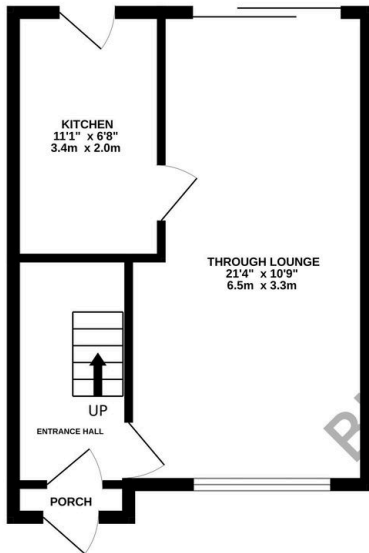 KITCHEN
11'1" x 6'8"
3.4m x 2.0m
THROUGH LOUNGE
21'4" x 10'9"
6.5m x 3.3m
UP
ENTRANCE HALL
PORCH